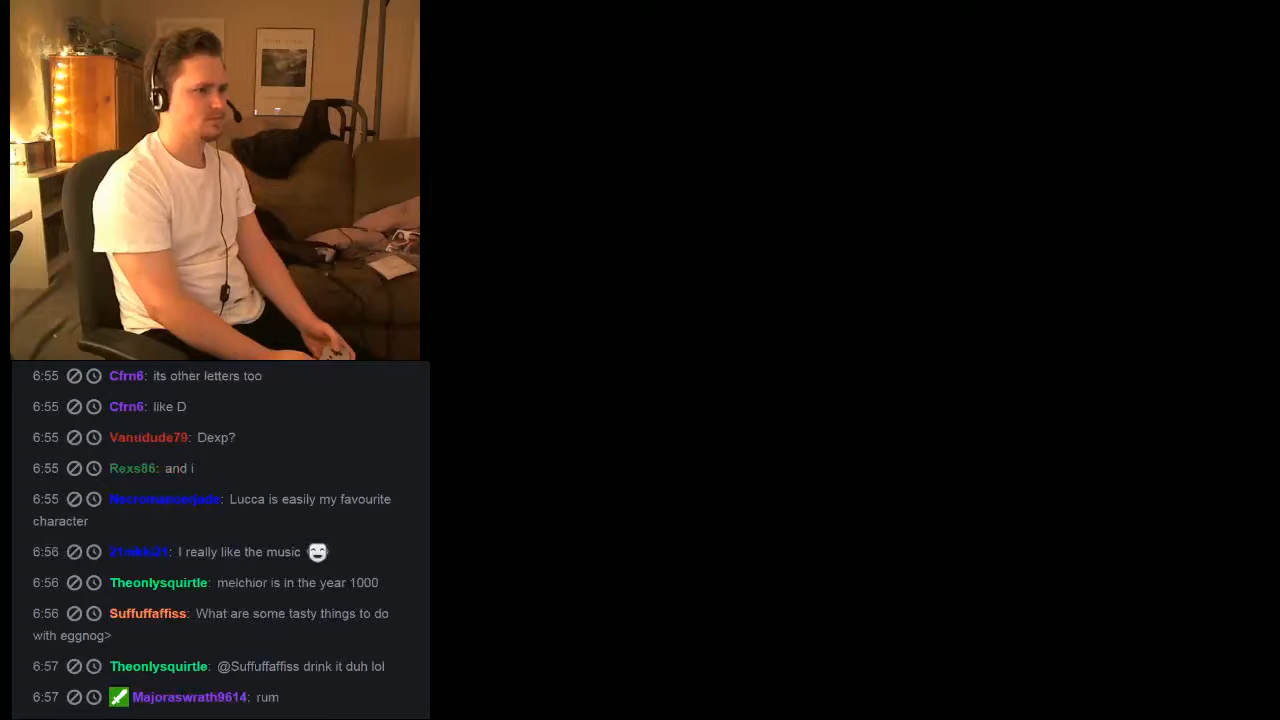 6:55 Cfrn6: its other letters too
6:55 Cfrn6: like D
6:55 Vanudude79: Dexp?
6:55 Rexs86: and i
6:55 Necromancerjude: Lucca is easily my favourite
character
6:56 21nikki21: I really like the music
6:56 Theonlysquirtle: melchior is in the year 1000
6:56 Suffuffaffiss: What are some tasty things to do
with eggnog>
6:57 Theonlysquirtle: @Suffuffaffiss drink it duh lol
6:57 Majoraswrath9614: rum